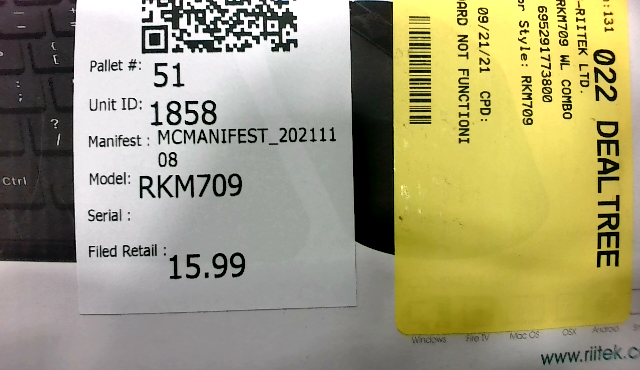 Pallet #: 51
Unit ID: 1858
Manifest : MCMANIFEST_202111
08
Model: RKM709
Serial :
Filed Retail : 15.99
:131
022 DEALTREE
-RIITEK LTD.
RKM709 WL COMBO
695291773800
or Style: RKM709
09/21/21 CPD:
ARD NOT FUNCTIONI
?
/
Ctrl
Windows Fire TV Mac OS OSX Android
www.riitek.c